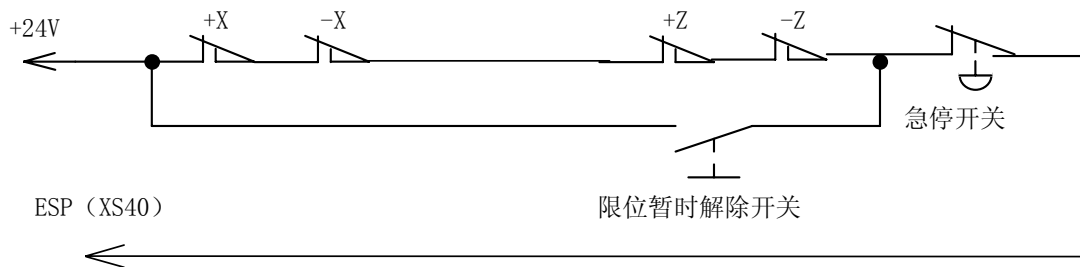 +24V
+X
−X
+Z
−Z
急停开关
ESP（XS40）
限位暂时解除开关